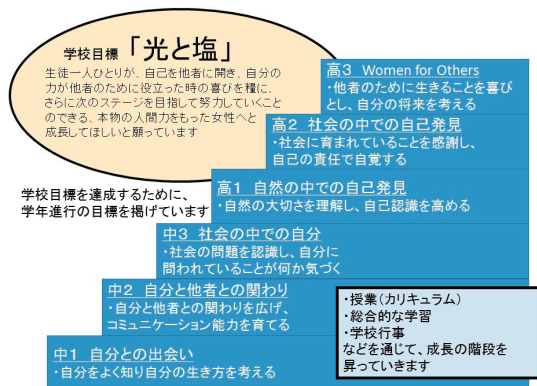 学校目標 「光と塩」
生徒一人ひとりが、自己を他者に開き、自分の
力が他者のために役立った時の喜びを糧に、
さらに次のステージを目指して努力していくこと
のできる、本物の人間力をもった女性へと
成長してほしいと願っています
高3 Women for Others
・他者のために生きることを喜び
とし、自分の将来を考える
高2 社会の中での自己発見
・社会に育まれていることを感謝し、
自己の責任で自覚する
学校目標を達成するために、
学年進行の目標を掲げています
高1 自然の中での自己発見
・自然の大切さを理解し、自己認識を高める
中3 社会の中での自分
・社会の問題を認識し、自分に
問われていることが何か気づく
中2 自分と他者との関わり
・自分と他者との関わりを広げ、
コミュニケーション能力を育てる
中1 自分との出会い
・自分をよく知り自分の生き方を考える
・授業(カリキュラム)
・総合的な学習
・学校行事
などを通じて、成長の階段を
昇っていきます